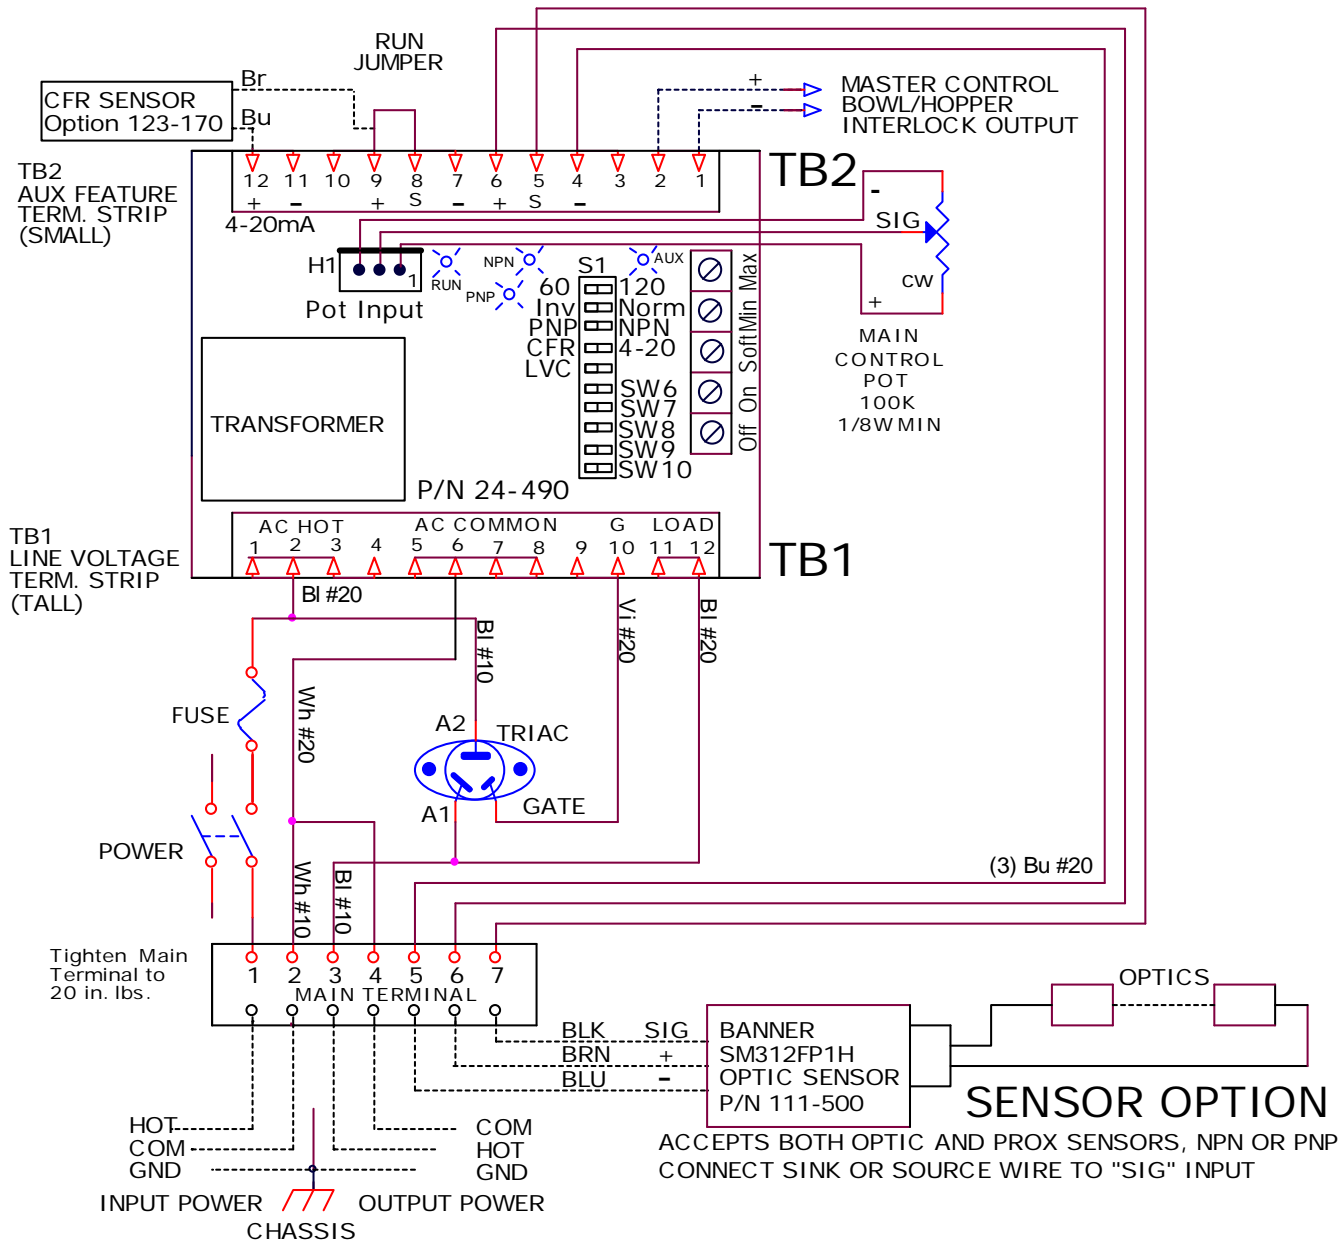 RUN
JUMPER
Br
CFR SENSOR
Option 123-170
Bu
+
-
MASTER CONTROL
BOWL/HOPPER
INTERLOCK OUTPUT
TB2
AUX FEATURE
TERM. STRIP
(SMALL)
12 11 10 9 8 7 6 5 4 3 2 1
+ - + S - + S -
4-20mA
TB2
-
SIG
CW
+
MAIN
CONTROL
POT
100K
1/8W MIN
H1
1
Pot Input
RUN
NPN
PNP
AUX
S1
60 120
Inv Norm
PNP NPN
CFR 4-20
LVC
SW6
SW7
SW8
SW9
SW10
Max
Min
Soft
On
Off
TRANSFORMER
P/N 24-490
AC HOT AC COMMON G LOAD
1 2 3 4 5 6 7 8 9 10 11 12
TB1
TB1
LINE VOLTAGE
TERM. STRIP
(TALL)
Bl #20
Bl #10
Vi #20
Bl #20
Wh #20
FUSE
A2
TRIAC
A1
GATE
POWER
Wh #10
Bl #10
(3) Bu #20
Tighten Main
Terminal to
20 in. lbs.
1 2 3 4 5 6 7
MAIN TERMINAL
BLK SIG
BRN +
BLU -
BANNER
SM312FP1H
OPTIC SENSOR
P/N 111-500
OPTICS
SENSOR OPTION
ACCEPTS BOTH OPTIC AND PROX SENSORS, NPN OR PNP
CONNECT SINK OR SOURCE WIRE TO "SIG" INPUT
HOT
COM
GND
COM
HOT
GND
INPUT POWER
OUTPUT POWER
CHASSIS